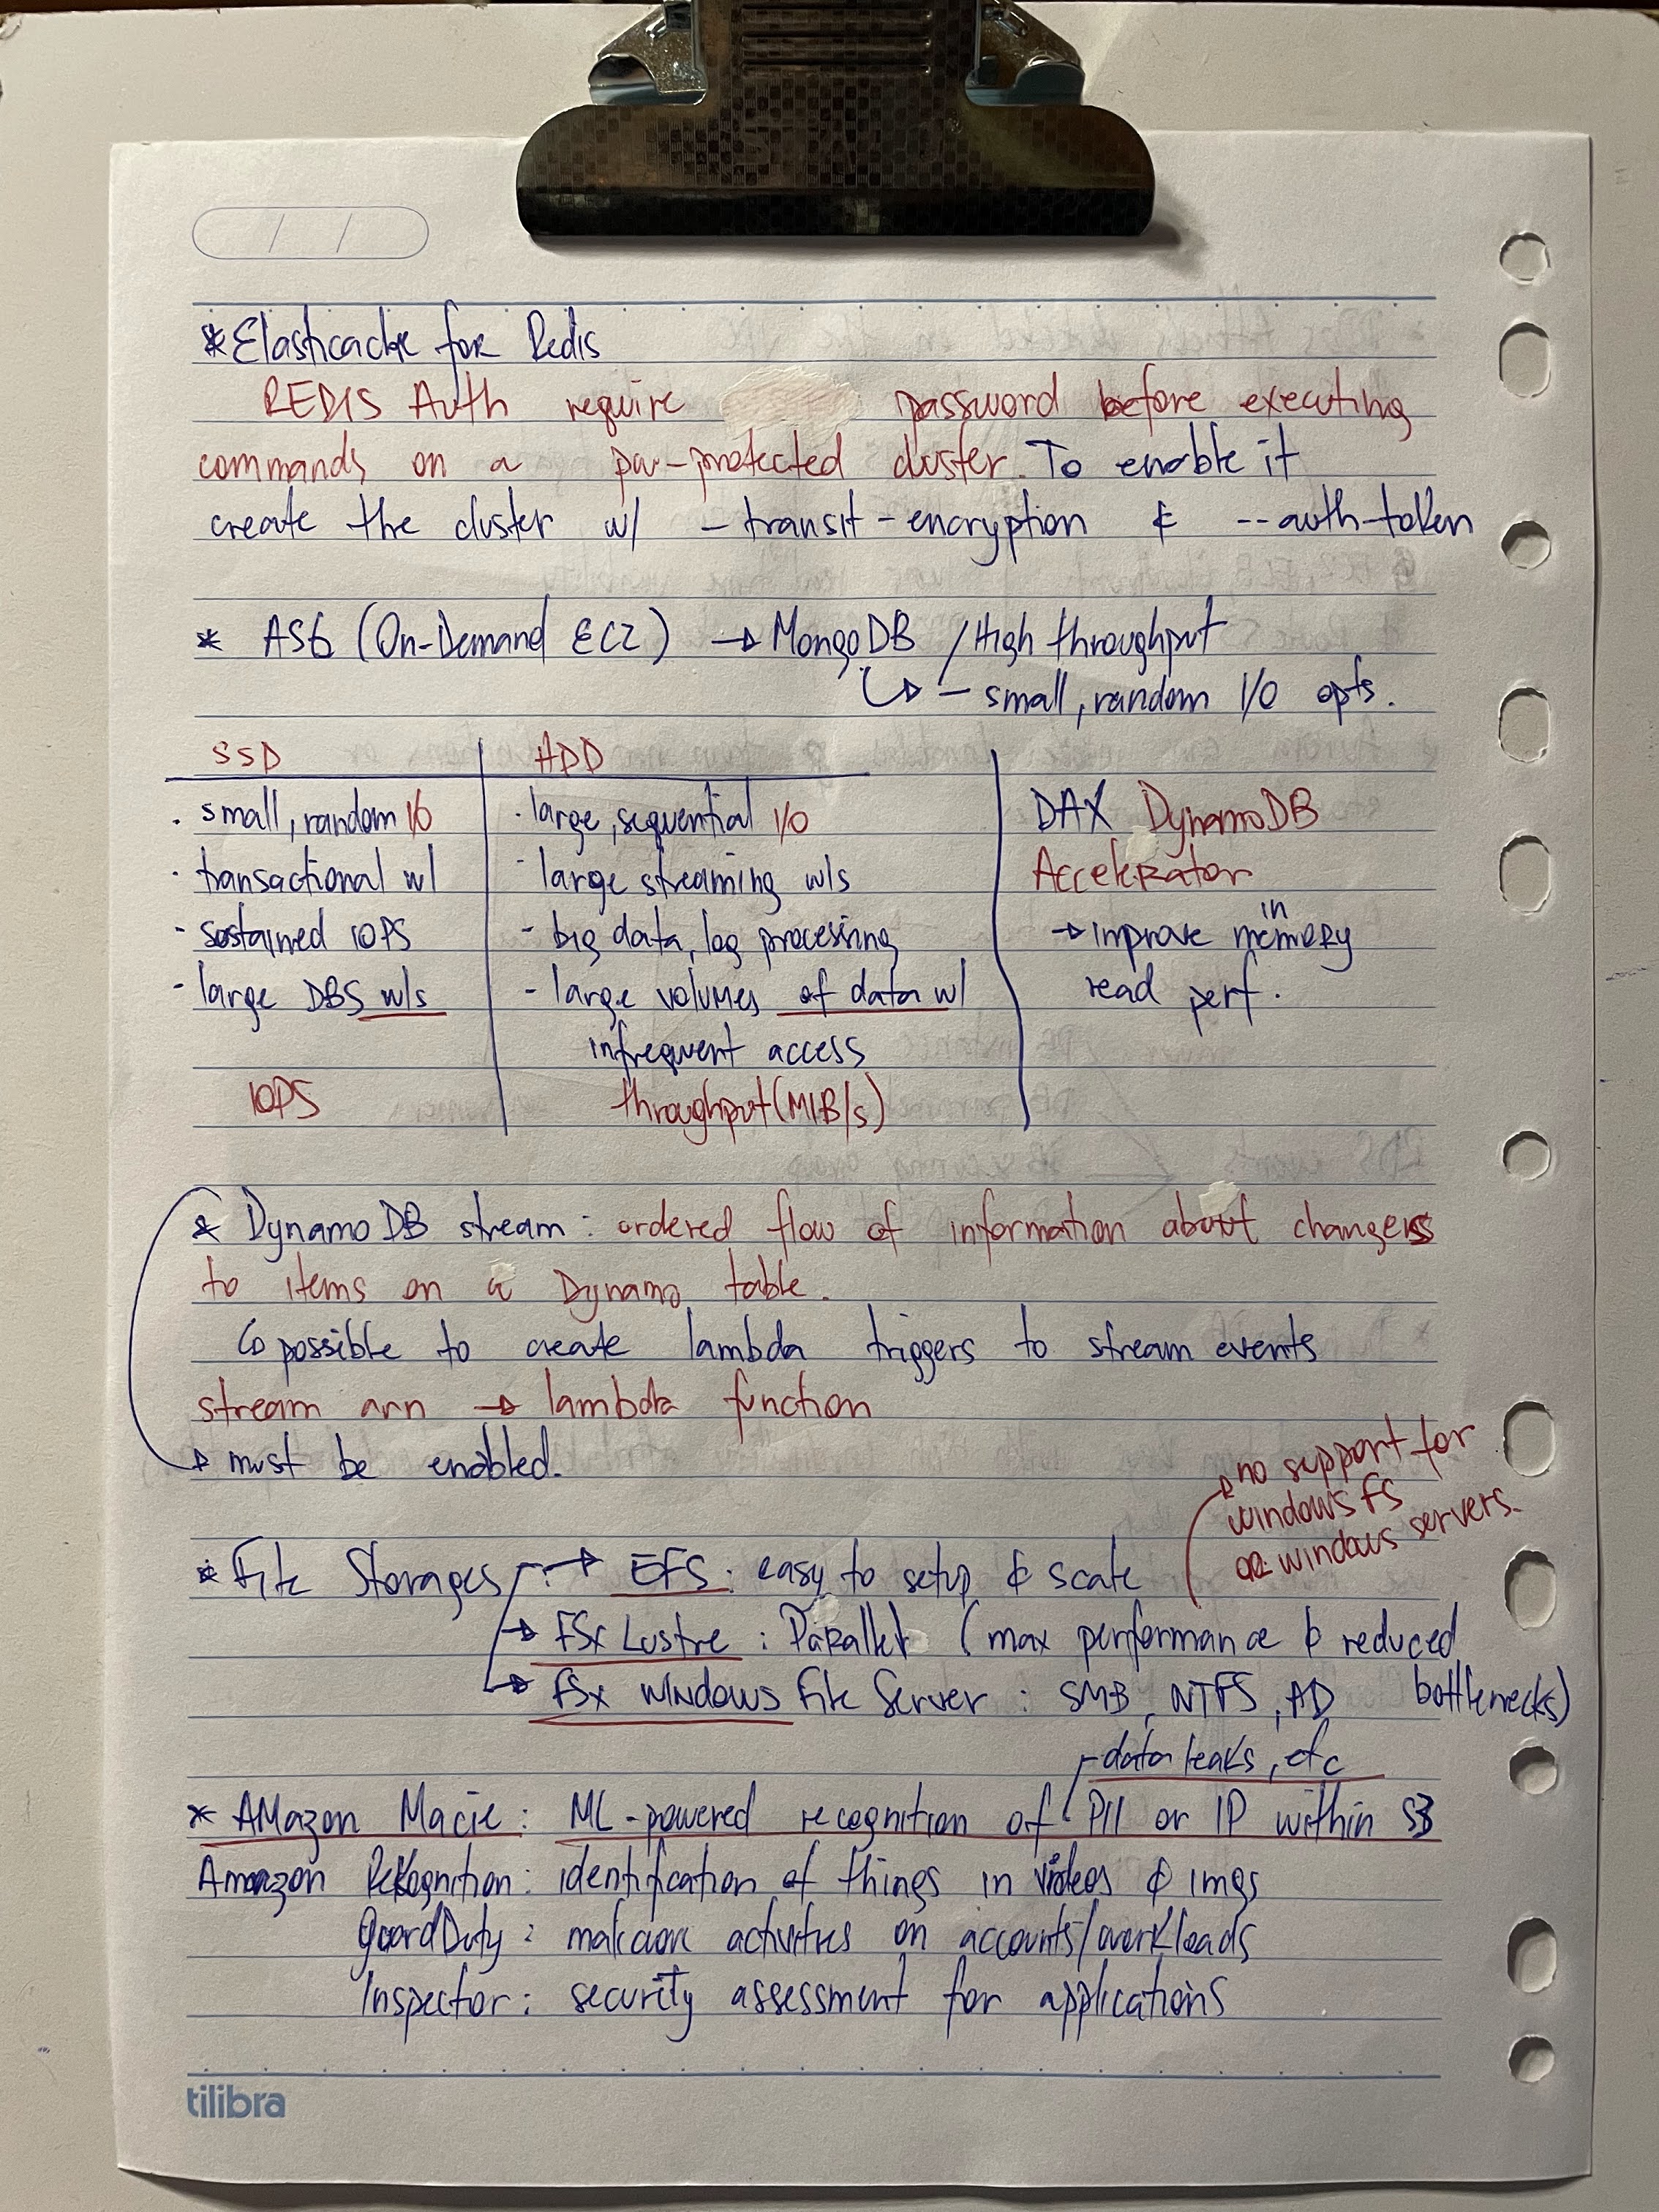 *Elasticache for Redis
REDIS Auth require password before executing
commands on a pw-protected cluster. To enable it
create the cluster w/ -transit-encryption & --auth-token
* ASG (On-Demand EC2) → MongoDB / High throughput
↳ - small, random I/O opts.
SSD HDD
· small, random I/O · large, sequential I/O DAX DynamoDB
· transactional wl - large streaming wls Accelerator
- sustained IOPS - big data, log processing → improve in memory
- large DBS wls - large volumes of data w/ read perf.
infrequent access
IOPS throughput (MIB/s)
* DynamoDB stream: ordered flow of information about changes
to items on a Dynamo table.
↳ possible to create lambda triggers to stream events
stream arn → lambda function
→ must be enabled.
→ no support for
windows FS
or windows servers.
* File Storages → EFS: easy to setup & scale
→ FSx Lustre: Parallel (max performance & reduced
bottlenecks)
→ FSx Windows File Server: SMB, NTFS, AD
data leaks, etc
* AMazon Macie: ML-powered recognition of PII or IP within S3
Amazon Rekognition: identification of things in videos & imgs
GuardDuty: activities on accounts/workloads
Inspector: security assessment for applications
tilibra